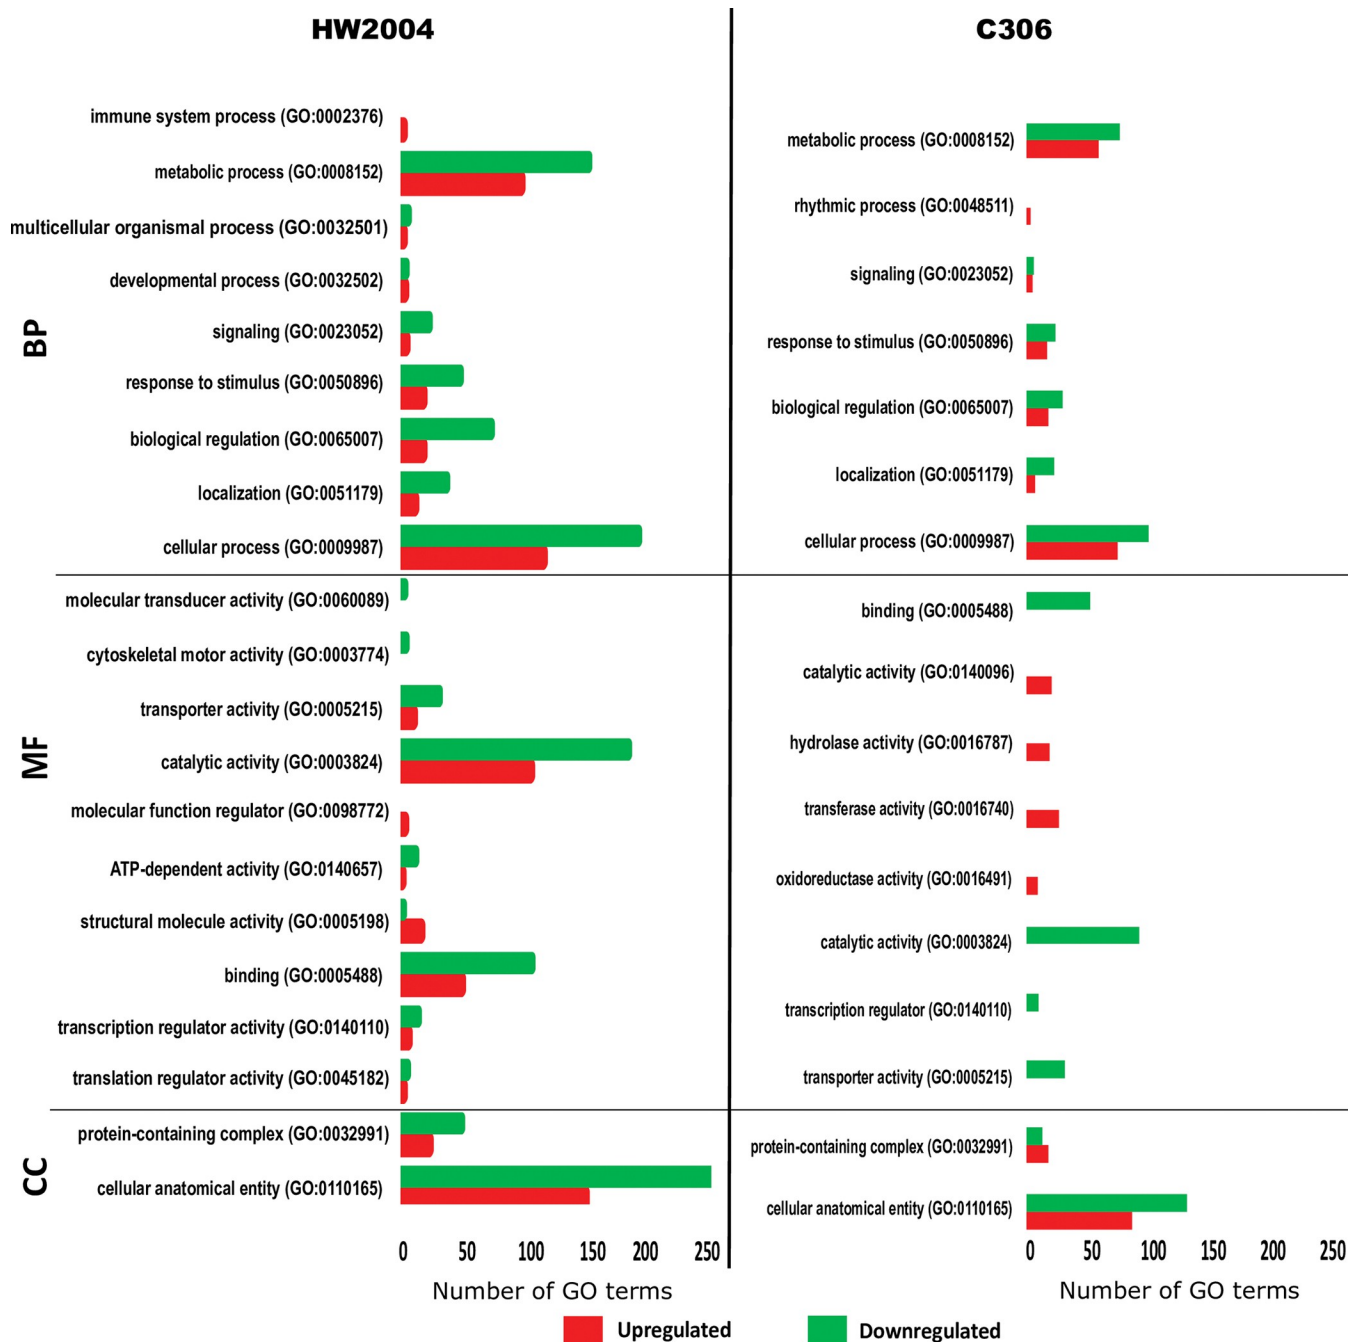 HW2004
immune system process (GO:0002376)
metabolic process (GO:0008152)
multicellular organismal process (GO:0032501)
developmental process (GO:0032502)
signaling (GO:0023052)
response to stimulus (GO:0050896)
biological regulation (GO:0065007)
localization (GO:0051179)
cellular process (GO:0009987)
BP
molecular transducer activity (GO:0060089)
cytoskeletal motor activity (GO:0003774)
transporter activity (GO:0005215)
catalytic activity (GO:0003824)
molecular function regulator (GO:0098772)
ATP-dependent activity (GO:0140657)
structural molecule activity (GO:0005198)
binding (GO:0005488)
transcription regulator activity (GO:0140110)
translation regulator activity (GO:0045182)
MF
protein-containing complex (GO:0032991)
cellular anatomical entity (GO:0110165)
CC
0 50 100 150 200 250
Number of GO terms
C306
metabolic process (GO:0008152)
rhythmic process (GO:0048511)
signaling (GO:0023052)
response to stimulus (GO:0050896)
biological regulation (GO:0065007)
localization (GO:0051179)
cellular process (GO:0009987)
binding (GO:0005488)
catalytic activity (GO:0140096)
hydrolase activity (GO:0016787)
transferase activity (GO:0016740)
oxidoreductase activity (GO:0016491)
catalytic activity (GO:0003824)
transcription regulator (GO:0140110)
transporter activity (GO:0005215)
protein-containing complex (GO:0032991)
cellular anatomical entity (GO:0110165)
0 50 100 150 200 250
Number of GO terms
Upregulated
Downregulated